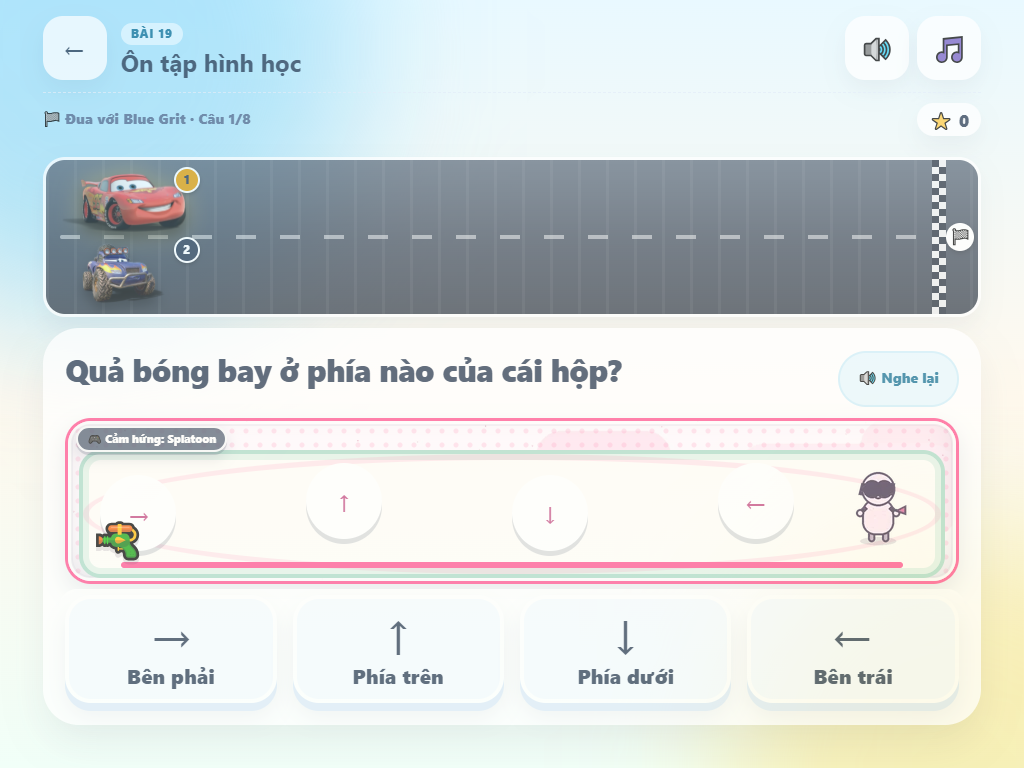 ←
BÀI 19
Ôn tập hình học
Đua với Blue Grit · Câu 1/8
0
1
2
Quả bóng bay ở phía nào của cái hộp?
Nghe lại
Cảm hứng: Splatoon
→ ↑ ↓ ←
→ ↑ ↓ ←
Bên phải Phía trên Phía dưới Bên trái